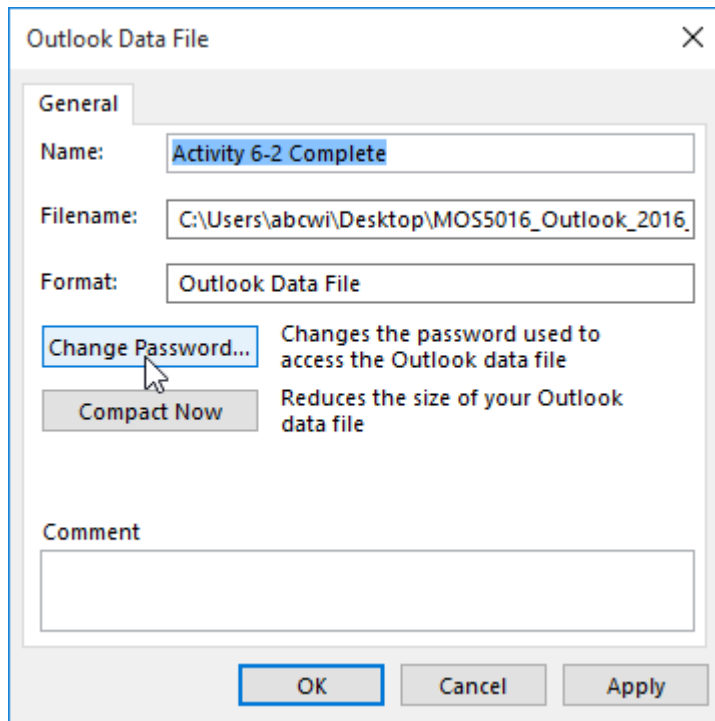 Outlook Data File
General
Name: Activity 6-2 Complete
Filename: C:\Users\abcwi\Desktop\MOS5016_Outlook_2016_
Format: Outlook Data File
Change Password...
Changes the password used to
access the Outlook data file
Compact Now
Reduces the size of your Outlook
data file
Comment
OK Cancel Apply